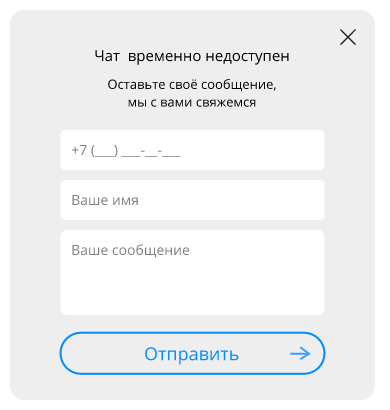 Чат временно недоступен
Оставьте своё сообщение,
мы с вами свяжемся
+7 (___) ___-__-___
Ваше имя
Ваше сообщение
Отправить